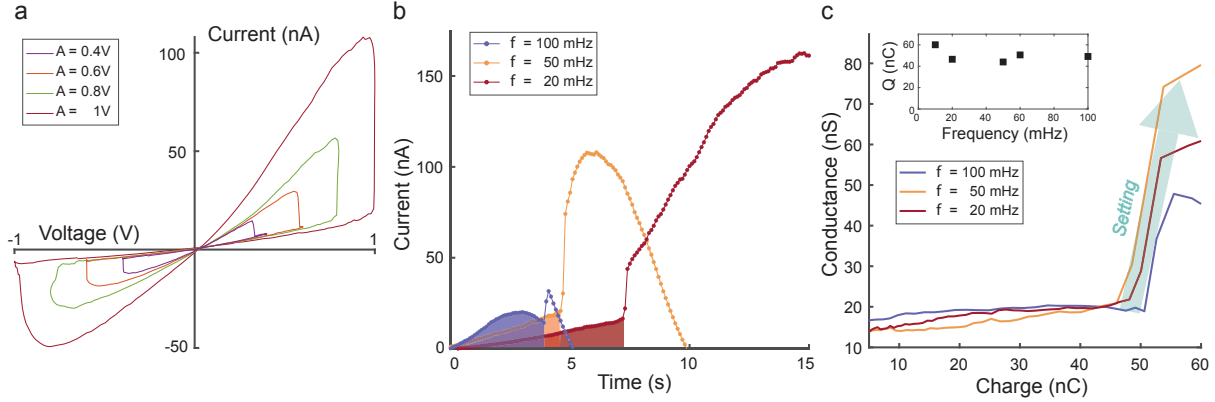 a
Current (nA)
A = 0.4V
A = 0.6V
A = 0.8V
A = 1V
100
50
-1
Voltage (V)
1
-50
b
f = 100 mHz
f = 50 mHz
f = 20 mHz
Current (nA)
150
100
50
0
0
5
10
15
Time (s)
c
Q (nC)
60
40
20
0
0
20
40
60
80
100
Frequency (mHz)
f = 100 mHz
f = 50 mHz
f = 20 mHz
Setting
Conductance (nS)
80
70
60
50
40
30
20
10
10
20
30
40
50
60
Charge (nC)